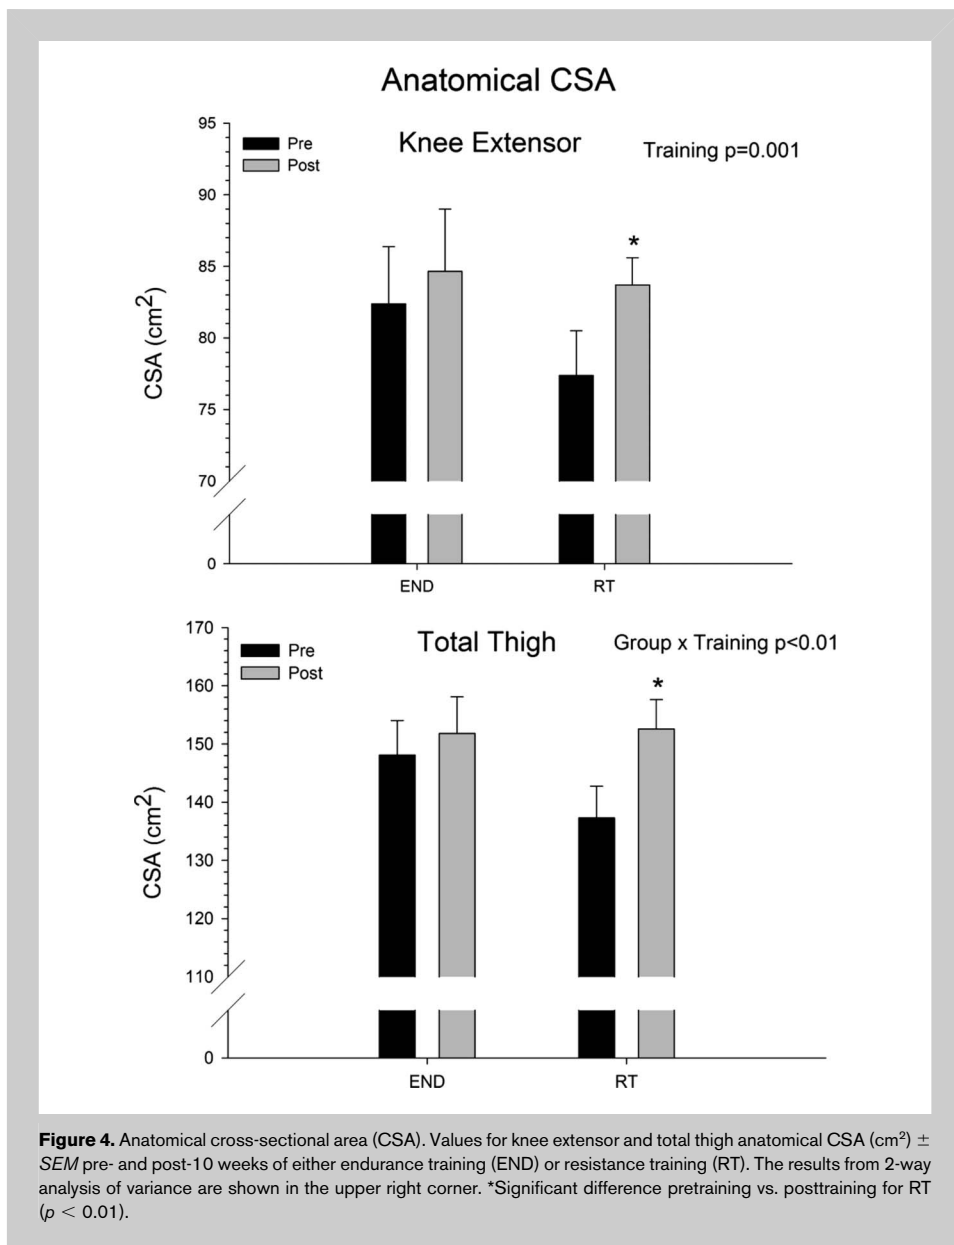 Anatomical CSA
Knee Extensor
Training p=0.001
Pre
Post
95
90
85
80
75
70
0
CSA (cm²)
*
END
RT
Total Thigh
Group x Training p<0.01
Pre
Post
170
160
150
140
130
120
110
0
CSA (cm²)
*
END
RT
Figure 4. Anatomical cross-sectional area (CSA). Values for knee extensor and total thigh anatomical CSA (cm²) ±
SEM pre- and post-10 weeks of either endurance training (END) or resistance training (RT). The results from 2-way
analysis of variance are shown in the upper right corner. *Significant difference pretraining vs. posttraining for RT
(p < 0.01).